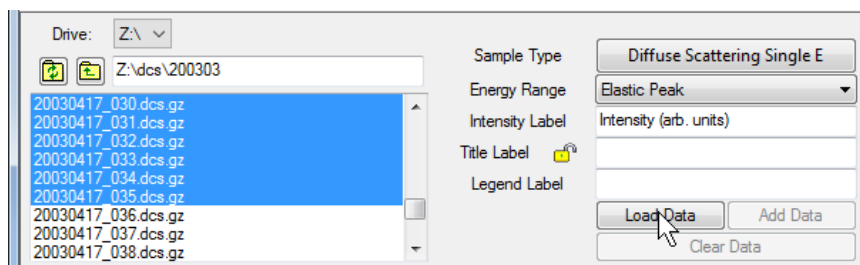 Drive: Z:\
Z:\dcs\200303
20030417_030.dcs.gz
20030417_031.dcs.gz
20030417_032.dcs.gz
20030417_033.dcs.gz
20030417_034.dcs.gz
20030417_035.dcs.gz
20030417_036.dcs.gz
20030417_037.dcs.gz
20030417_038.dcs.gz
Sample Type Diffuse Scattering Single E
Energy Range Elastic Peak
Intensity Label Intensity (arb. units)
Title Label
Legend Label
Load Data Add Data
Clear Data